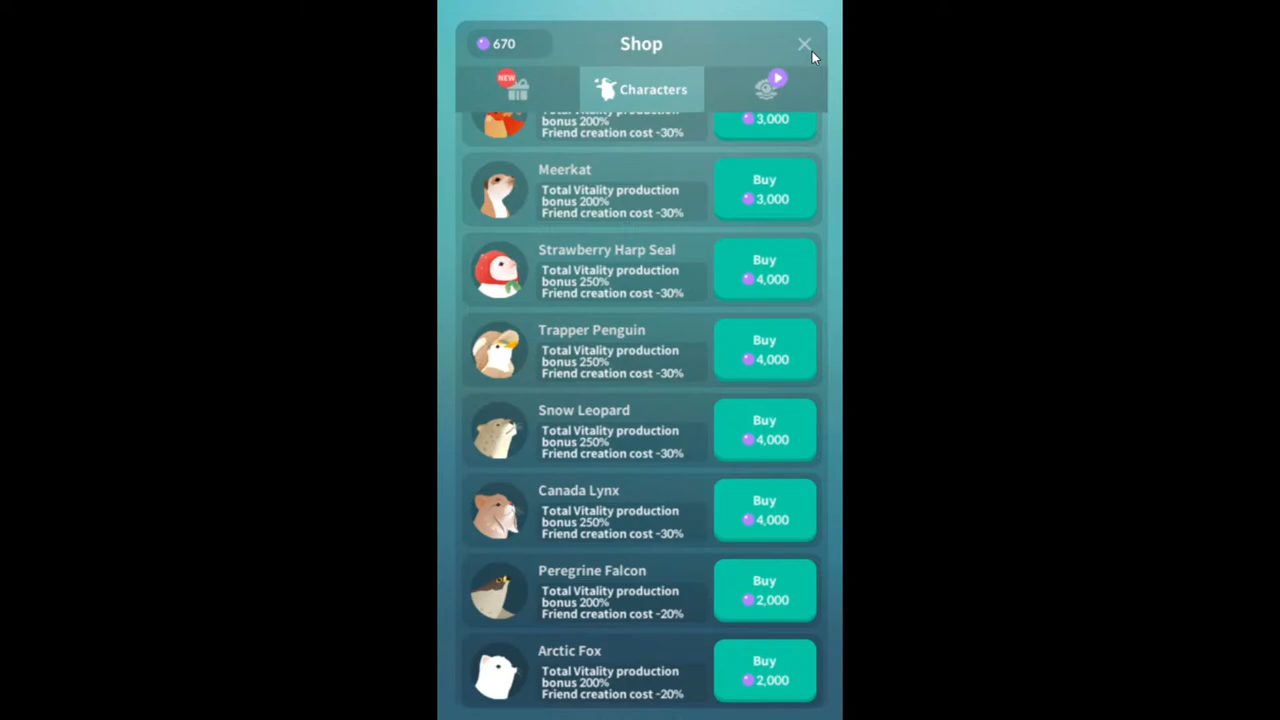 670
Shop
NEW
Characters
Total Vitality production
bonus 200%
Friend creation cost -30%
3,000
Meerkat
Total Vitality production
bonus 200%
Friend creation cost -30%
Buy
3,000
Strawberry Harp Seal
Total Vitality production
bonus 250%
Friend creation cost -30%
Buy
4,000
Trapper Penguin
Total Vitality production
bonus 250%
Friend creation cost -30%
Buy
4,000
Snow Leopard
Total Vitality production
bonus 250%
Friend creation cost -30%
Buy
4,000
Canada Lynx
Total Vitality production
bonus 250%
Friend creation cost -30%
Buy
4,000
Peregrine Falcon
Total Vitality production
bonus 200%
Friend creation cost -20%
Buy
2,000
Arctic Fox
Total Vitality production
bonus 200%
Friend creation cost -20%
Buy
2,000